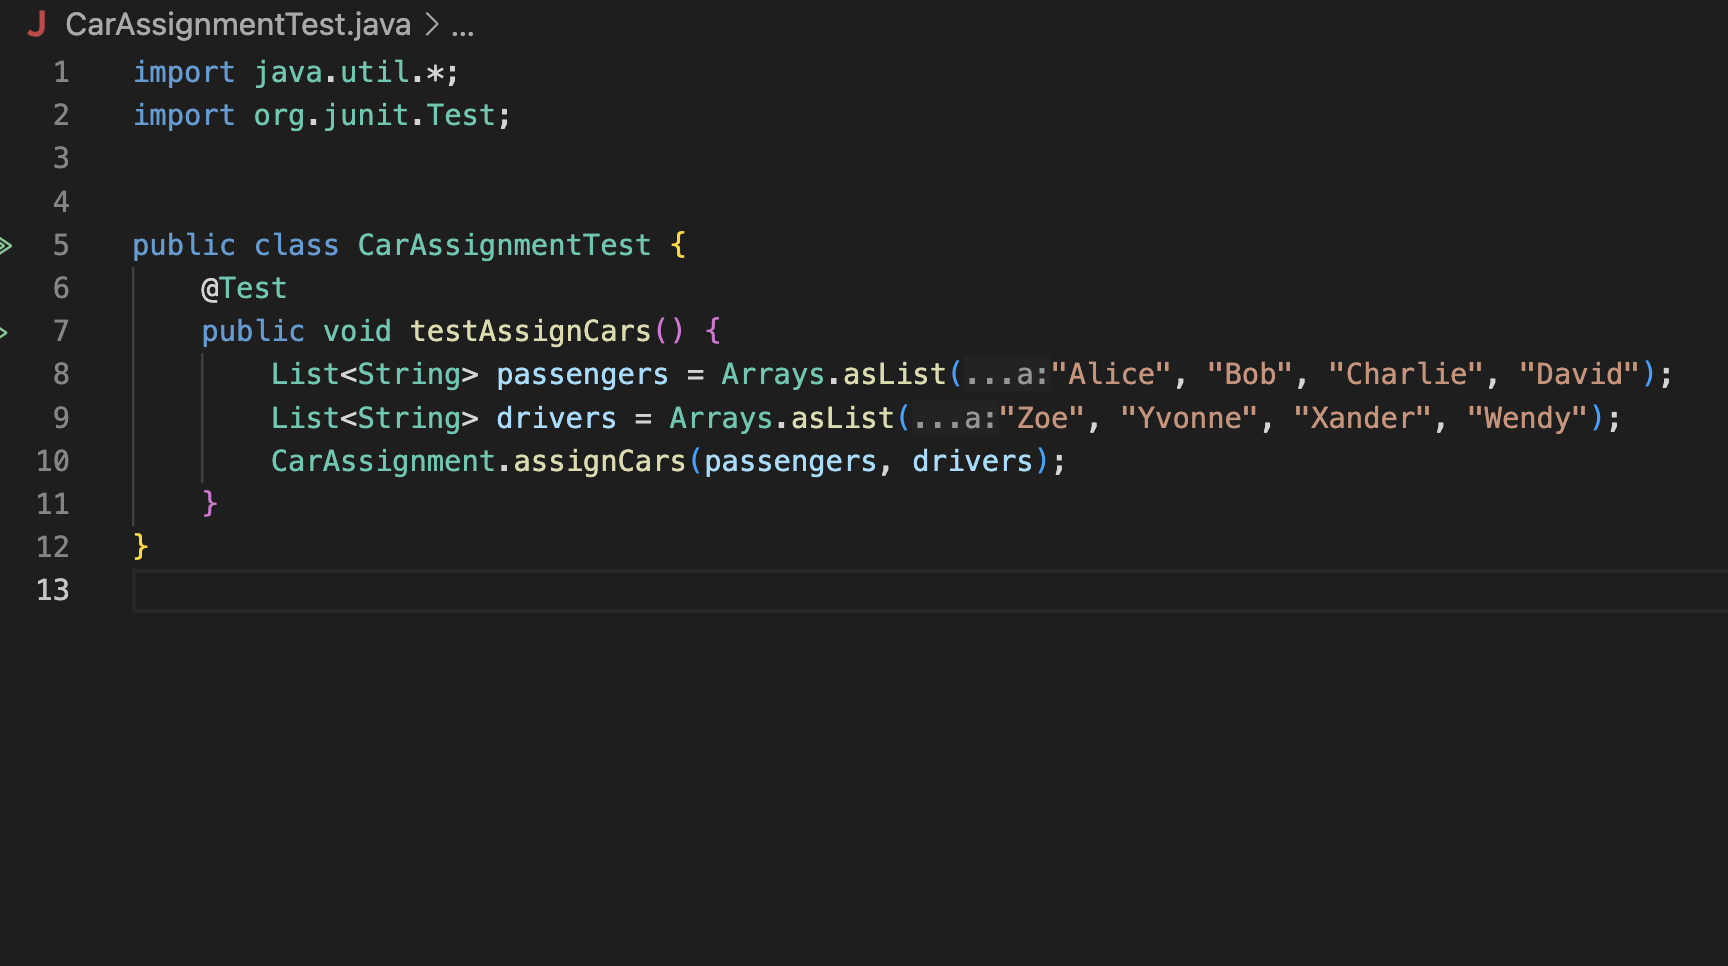 J CarAssignmentTest.java > ...
1 import java.util.*;
2 import org.junit.Test;
3
4
5 public class CarAssignmentTest {
6     @Test
7     public void testAssignCars() {
8         List<String> passengers = Arrays.asList(...a:"Alice", "Bob", "Charlie", "David");
9         List<String> drivers = Arrays.asList(...a:"Zoe", "Yvonne", "Xander", "Wendy");
10         CarAssignment.assignCars(passengers, drivers);
11     }
12 }
13